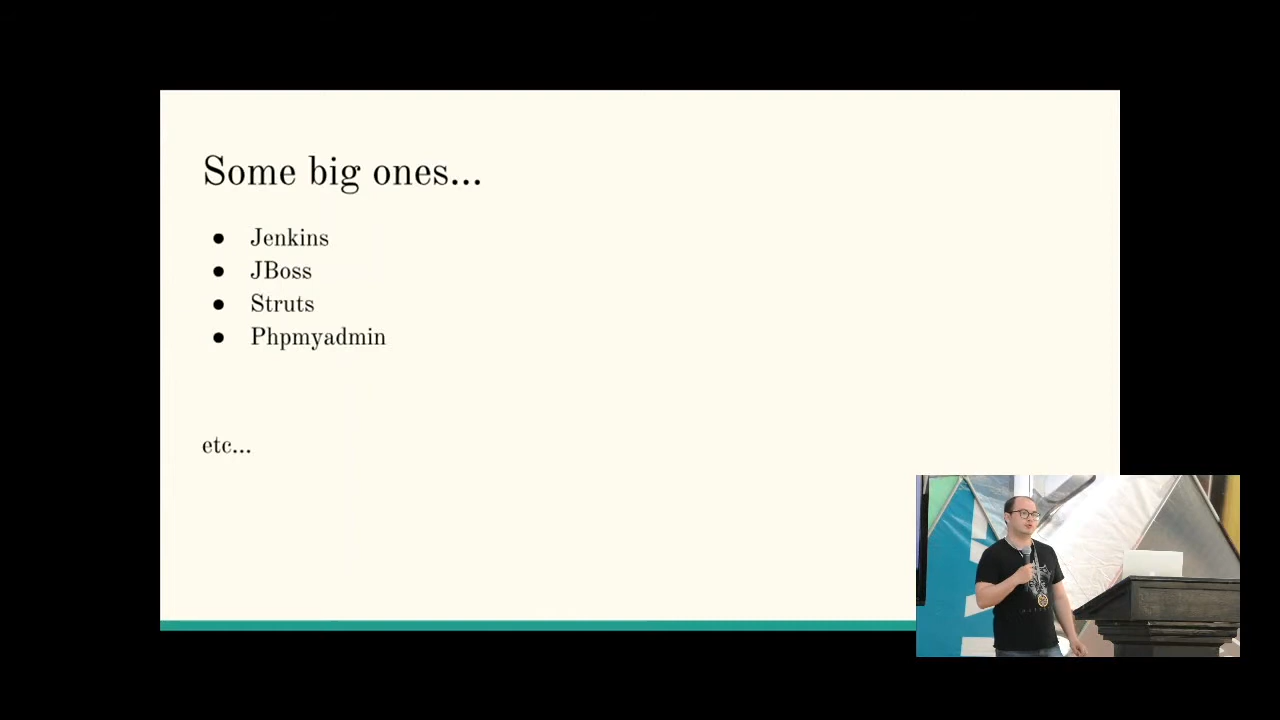 Some big ones...
● Jenkins
● JBoss
● Struts
● Phpmyadmin
etc...